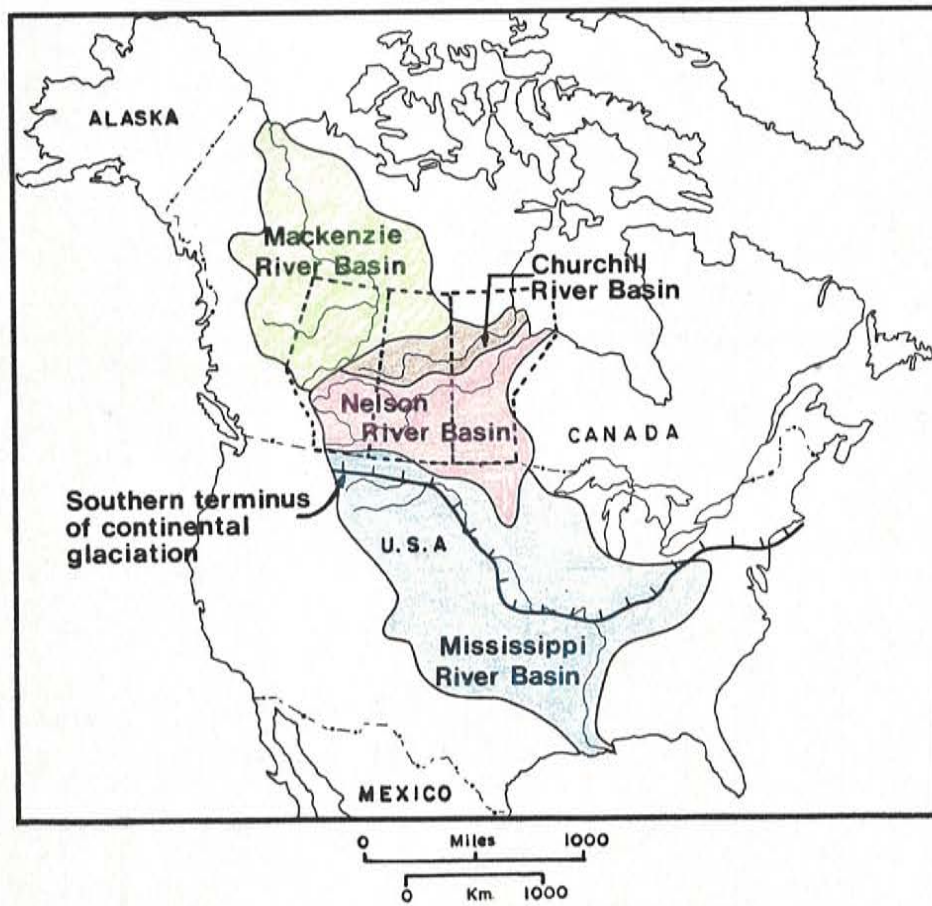 ALASKA
Mackenzie
River Basin
Churchill
River Basin
Nelson
River Basin
CANADA
Southern terminus
of continental
glaciation
U.S.A
Mississippi
River Basin
MEXICO
0 Miles 1000
0 Km 1000